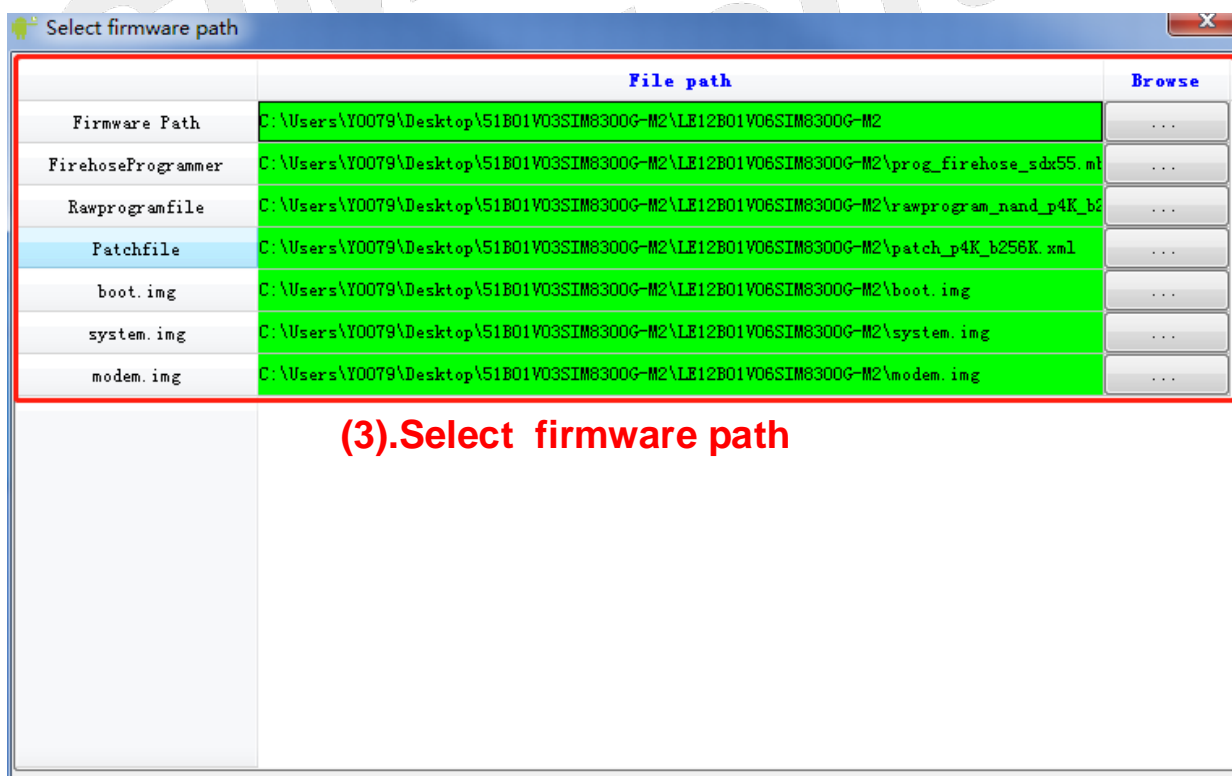 Select firmware path
File path Browse
Firmware Path C:\Users\Y0079\Desktop\51B01V03SIM8300G-M2\LE12B01V06SIM8300G-M2 ...
FirehoseProgrammer C:\Users\Y0079\Desktop\51B01V03SIM8300G-M2\LE12B01V06SIM8300G-M2\prog_firehose_sdx55.mb ...
Rawprogramfile C:\Users\Y0079\Desktop\51B01V03SIM8300G-M2\LE12B01V06SIM8300G-M2\rawprogram_nand_p4K_b2 ...
Patchfile C:\Users\Y0079\Desktop\51B01V03SIM8300G-M2\LE12B01V06SIM8300G-M2\patch_p4K_b256K.xml ...
boot.img C:\Users\Y0079\Desktop\51B01V03SIM8300G-M2\LE12B01V06SIM8300G-M2\boot.img ...
system.img C:\Users\Y0079\Desktop\51B01V03SIM8300G-M2\LE12B01V06SIM8300G-M2\system.img ...
modem.img C:\Users\Y0079\Desktop\51B01V03SIM8300G-M2\LE12B01V06SIM8300G-M2\modem.img ...
(3).Select firmware path